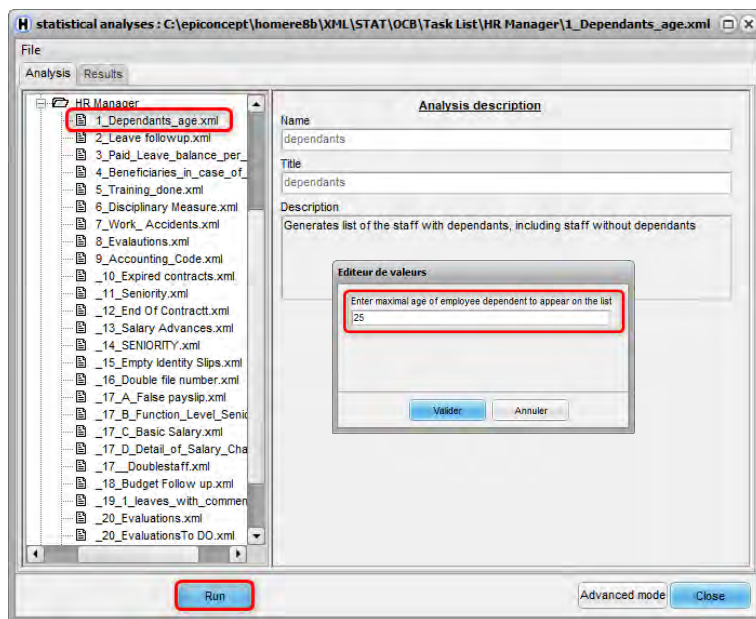 statistical analyses : C:\epiconcept\homere8b\XML\STAT\OCB\Task List\HR Manager\1_Dependants_age.xml
File
Analysis Results
HR Manager
1_Dependants_age.xml
2_Leave followup.xml
3_Paid_Leave_balance_per_
4_Beneficiaries_in_case_of_
5_Training_done.xml
6_Disciplinary Measure.xml
7_Work_ Accidents.xml
8_Evalautions.xml
9_Accounting_Code.xml
_10_Expired contracts.xml
_11_Seniority.xml
_12_End Of Contractt.xml
_13_Salary Advances.xml
_14_SENIORITY.xml
_15_Empty Identity Slips.xml
_16_Double file number.xml
_17_A_False payslip.xml
_17_B_Function_Level_Senio
_17_C_Basic Salary.xml
_17_D_Detail_of_Salary_Cha
_17__Doublestaff.xml
_18_Budget Follow up.xml
_19_1_leaves_with_commen
_20_Evaluations.xml
_20_EvaluationsTo DO.xml
Analysis description
Name
dependants
Title
dependants
Description
Generates list of the staff with dependants, including staff without dependants
Editeur de valeurs
Enter maximal age of employee dependent to appear on the list
25
Valider Annuler
Run Advanced mode Close